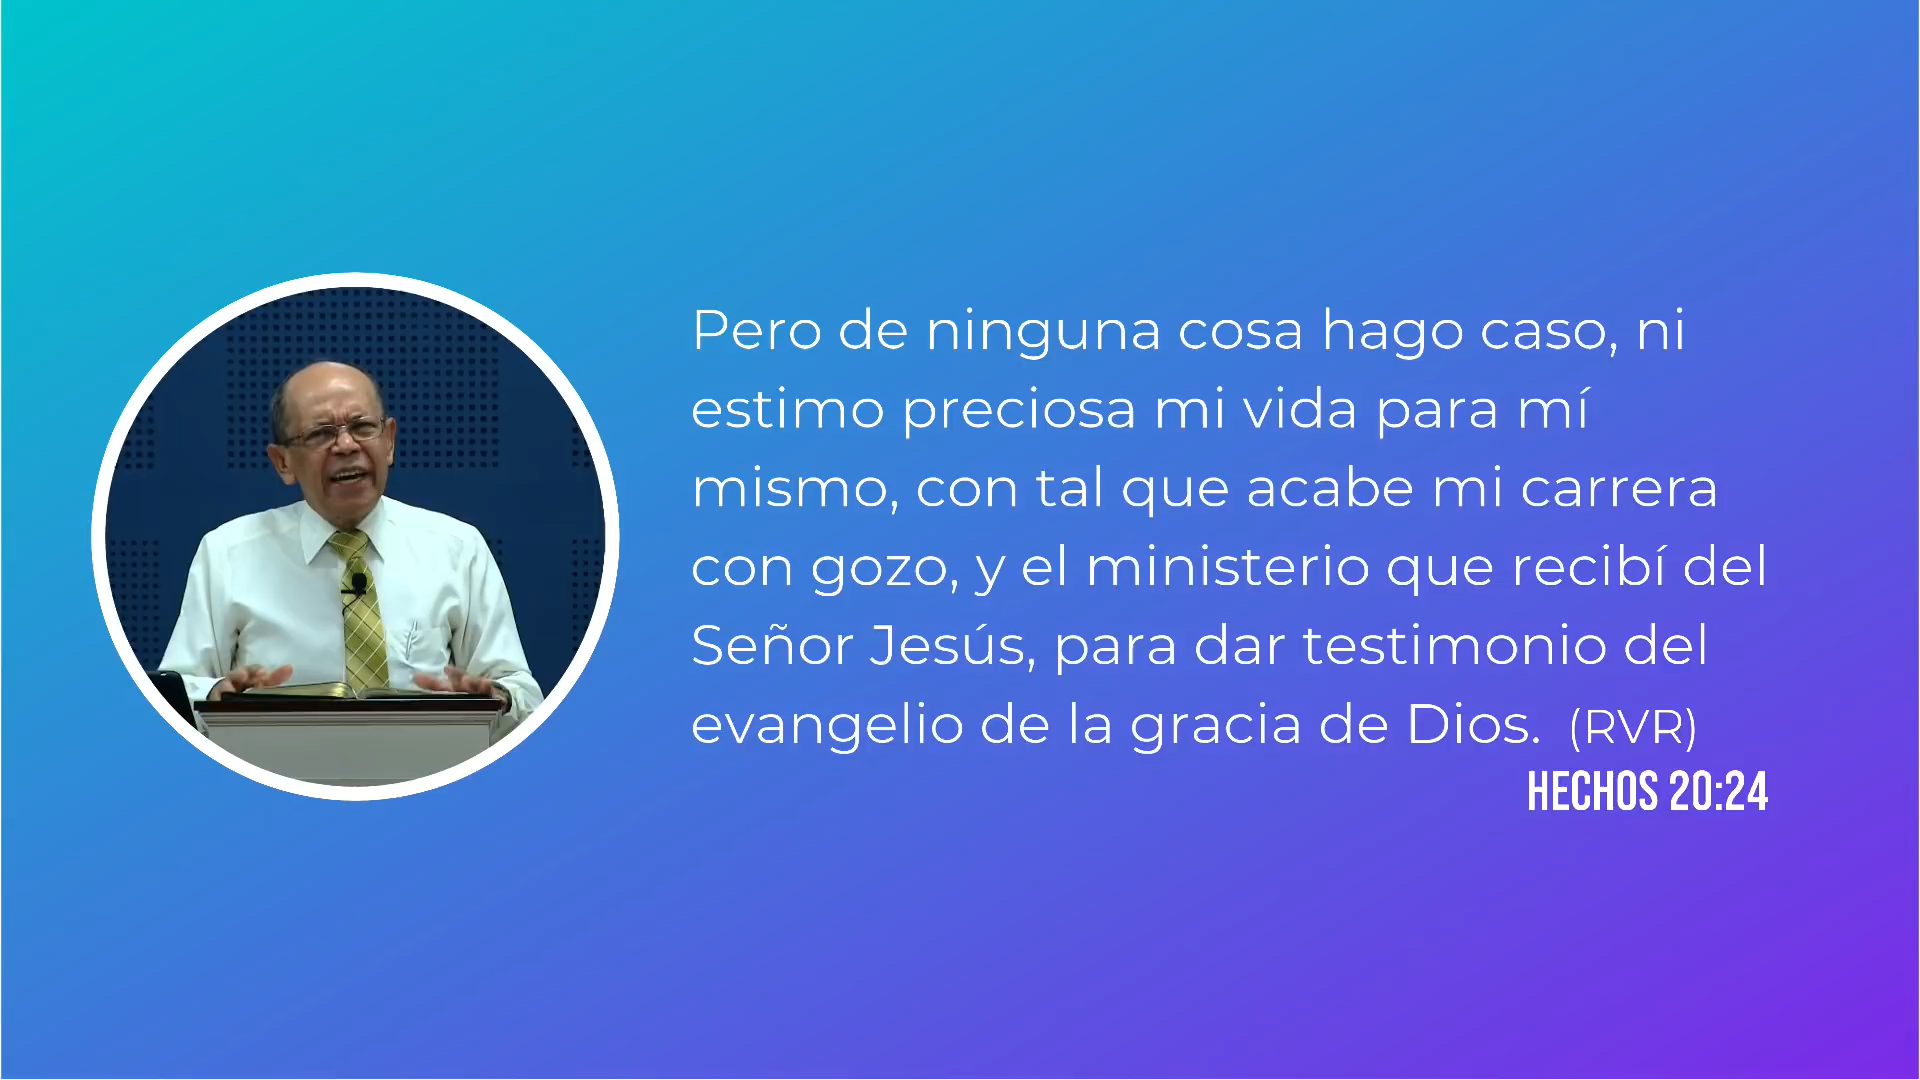 Pero de ninguna cosa hago caso, ni
estimo preciosa mi vida para mí
mismo, con tal que acabe mi carrera
con gozo, y el ministerio que recibí del
Señor Jesús, para dar testimonio del
evangelio de la gracia de Dios. (RVR)
HECHOS 20:24